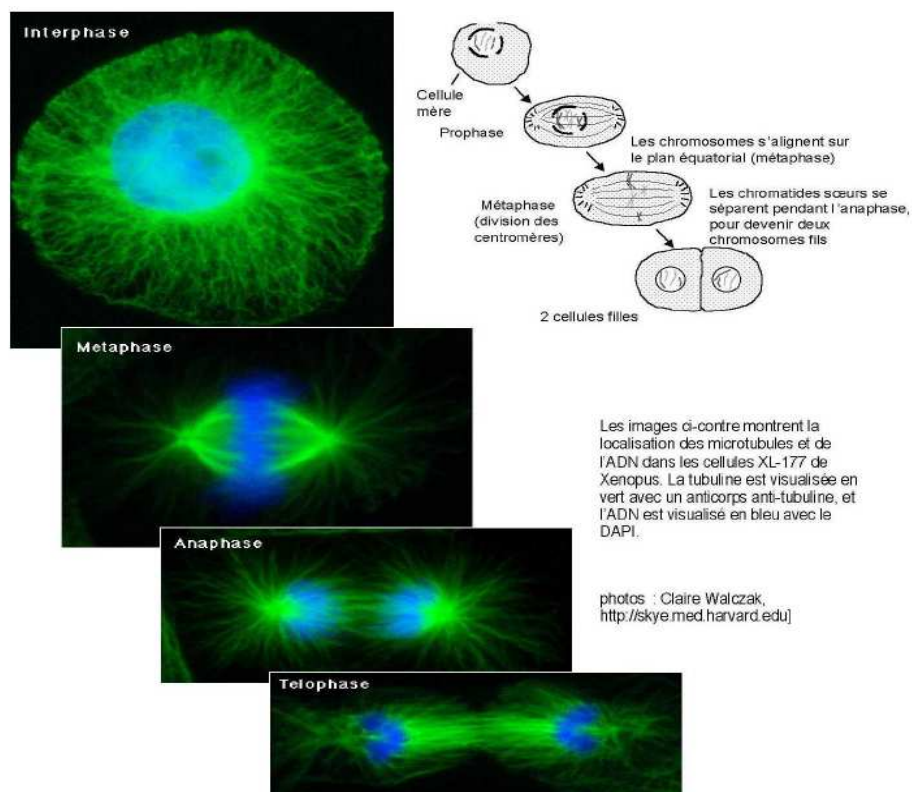 Interphase
Cellule
mère
Prophase
Les chromosomes s'alignent sur
le plan équatorial (métaphase)
Métaphase
(division des
centromères)
Les chromatides sœurs se
séparent pendant l'anaphase,
pour devenir deux
chromosomes fils
2 cellules filles
Metaphase
Les images ci-contre montrent la
localisation des microtubules et de
l'ADN dans les cellules XL-177 de
Xenopus. La tubuline est visualisée en
vert avec un anticorps anti-tubuline, et
l'ADN est visualisé en bleu avec le
DAPI.
Anaphase
photos : Claire Walczak,
http://skye.med.harvard.edu]
Telophase